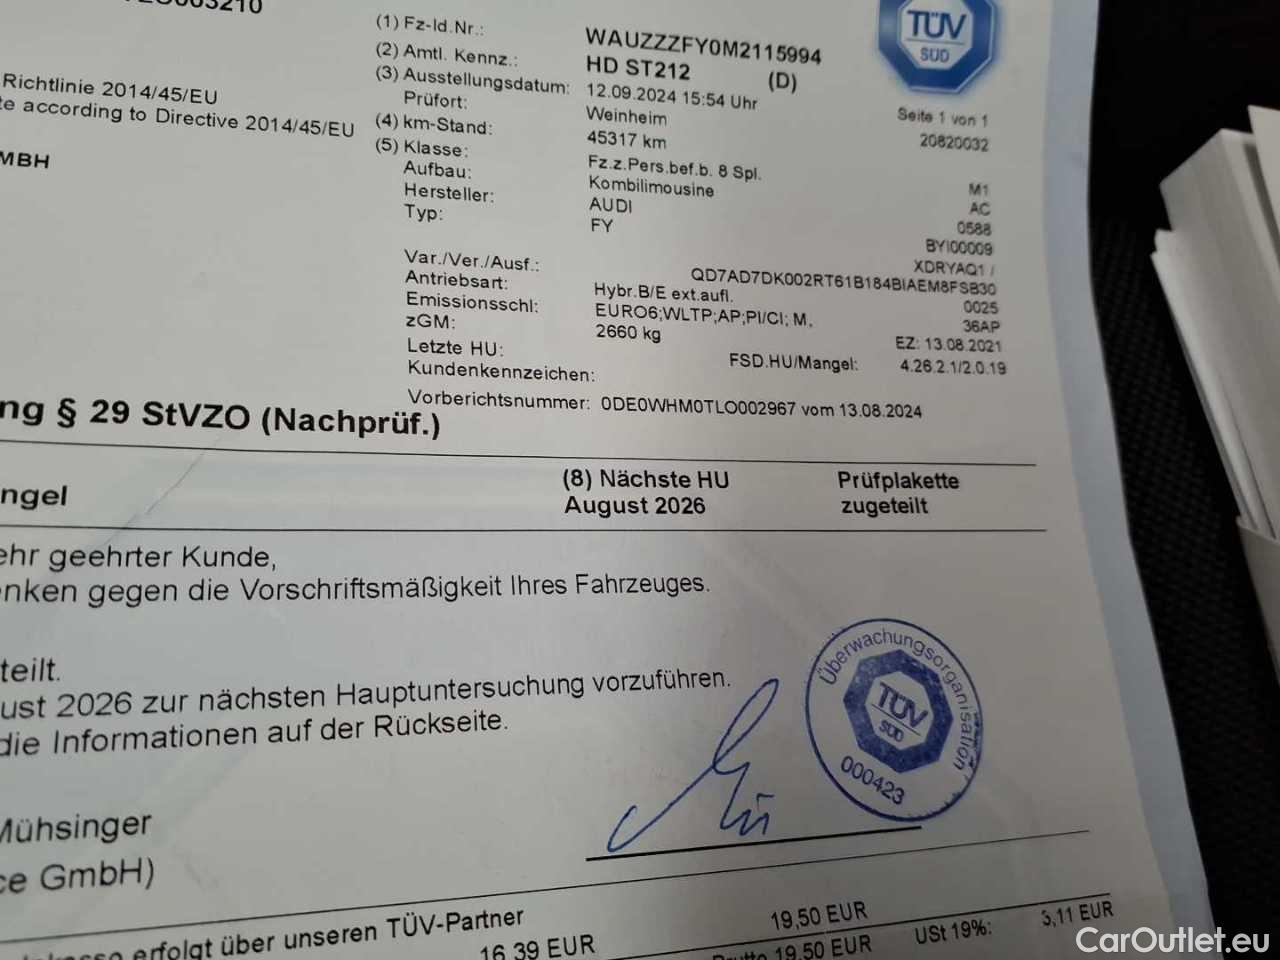 (1) Fz-Id.Nr.: WAUZZZFY0M2115994
(2) Amtl. Kennz.: HD ST212 (D)
(3) Ausstellungsdatum: 12.09.2024 15:54 Uhr
Prüfort: Weinheim
(4) km-Stand: 45317 km
(5) Klasse: Fz.z.Pers.bef.b. 8 Spl. M1
Aufbau: Kombilimousine AC
Hersteller: AUDI 0588
Typ: FY BYI00009
XDRYAQ1 /
Var./Ver./Ausf.: QD7AD7DK002RT61B184BIAEM8FSB30
Antriebsart: Hybr.B/E ext.aufl. 0025
Emissionsschl: EURO6;WLTP;AP;PI/CI; M, 36AP
zGM: 2660 kg EZ: 13.08.2021
Letzte HU: FSD.HU/Mangel: 4.26.2.1/2.0.19
Kundenkennzeichen:
Vorberichtsnummer: 0DE0WHM0TLO002967 vom 13.08.2024
TÜV
SÜD
Seite 1 von 1
20820032
Richtlinie 2014/45/EU
te according to Directive 2014/45/EU
MBH
ng § 29 StVZO (Nachprüf.)
ngel
(8) Nächste HU
August 2026
Prüfplakette
zugeteilt
ehr geehrter Kunde,
nken gegen die Vorschriftsmäßigkeit Ihres Fahrzeuges.
teilt.
ust 2026 zur nächsten Hauptuntersuchung vorzuführen.
die Informationen auf der Rückseite.
Überwachungsorganisation
TÜV
SÜD
000423
Mühsinger
ce GmbH)
erfolgt über unseren TÜV-Partner
16,39 EUR
19,50 EUR
19,50 EUR
USt 19%: 3,11 EUR
CarOutlet.eu